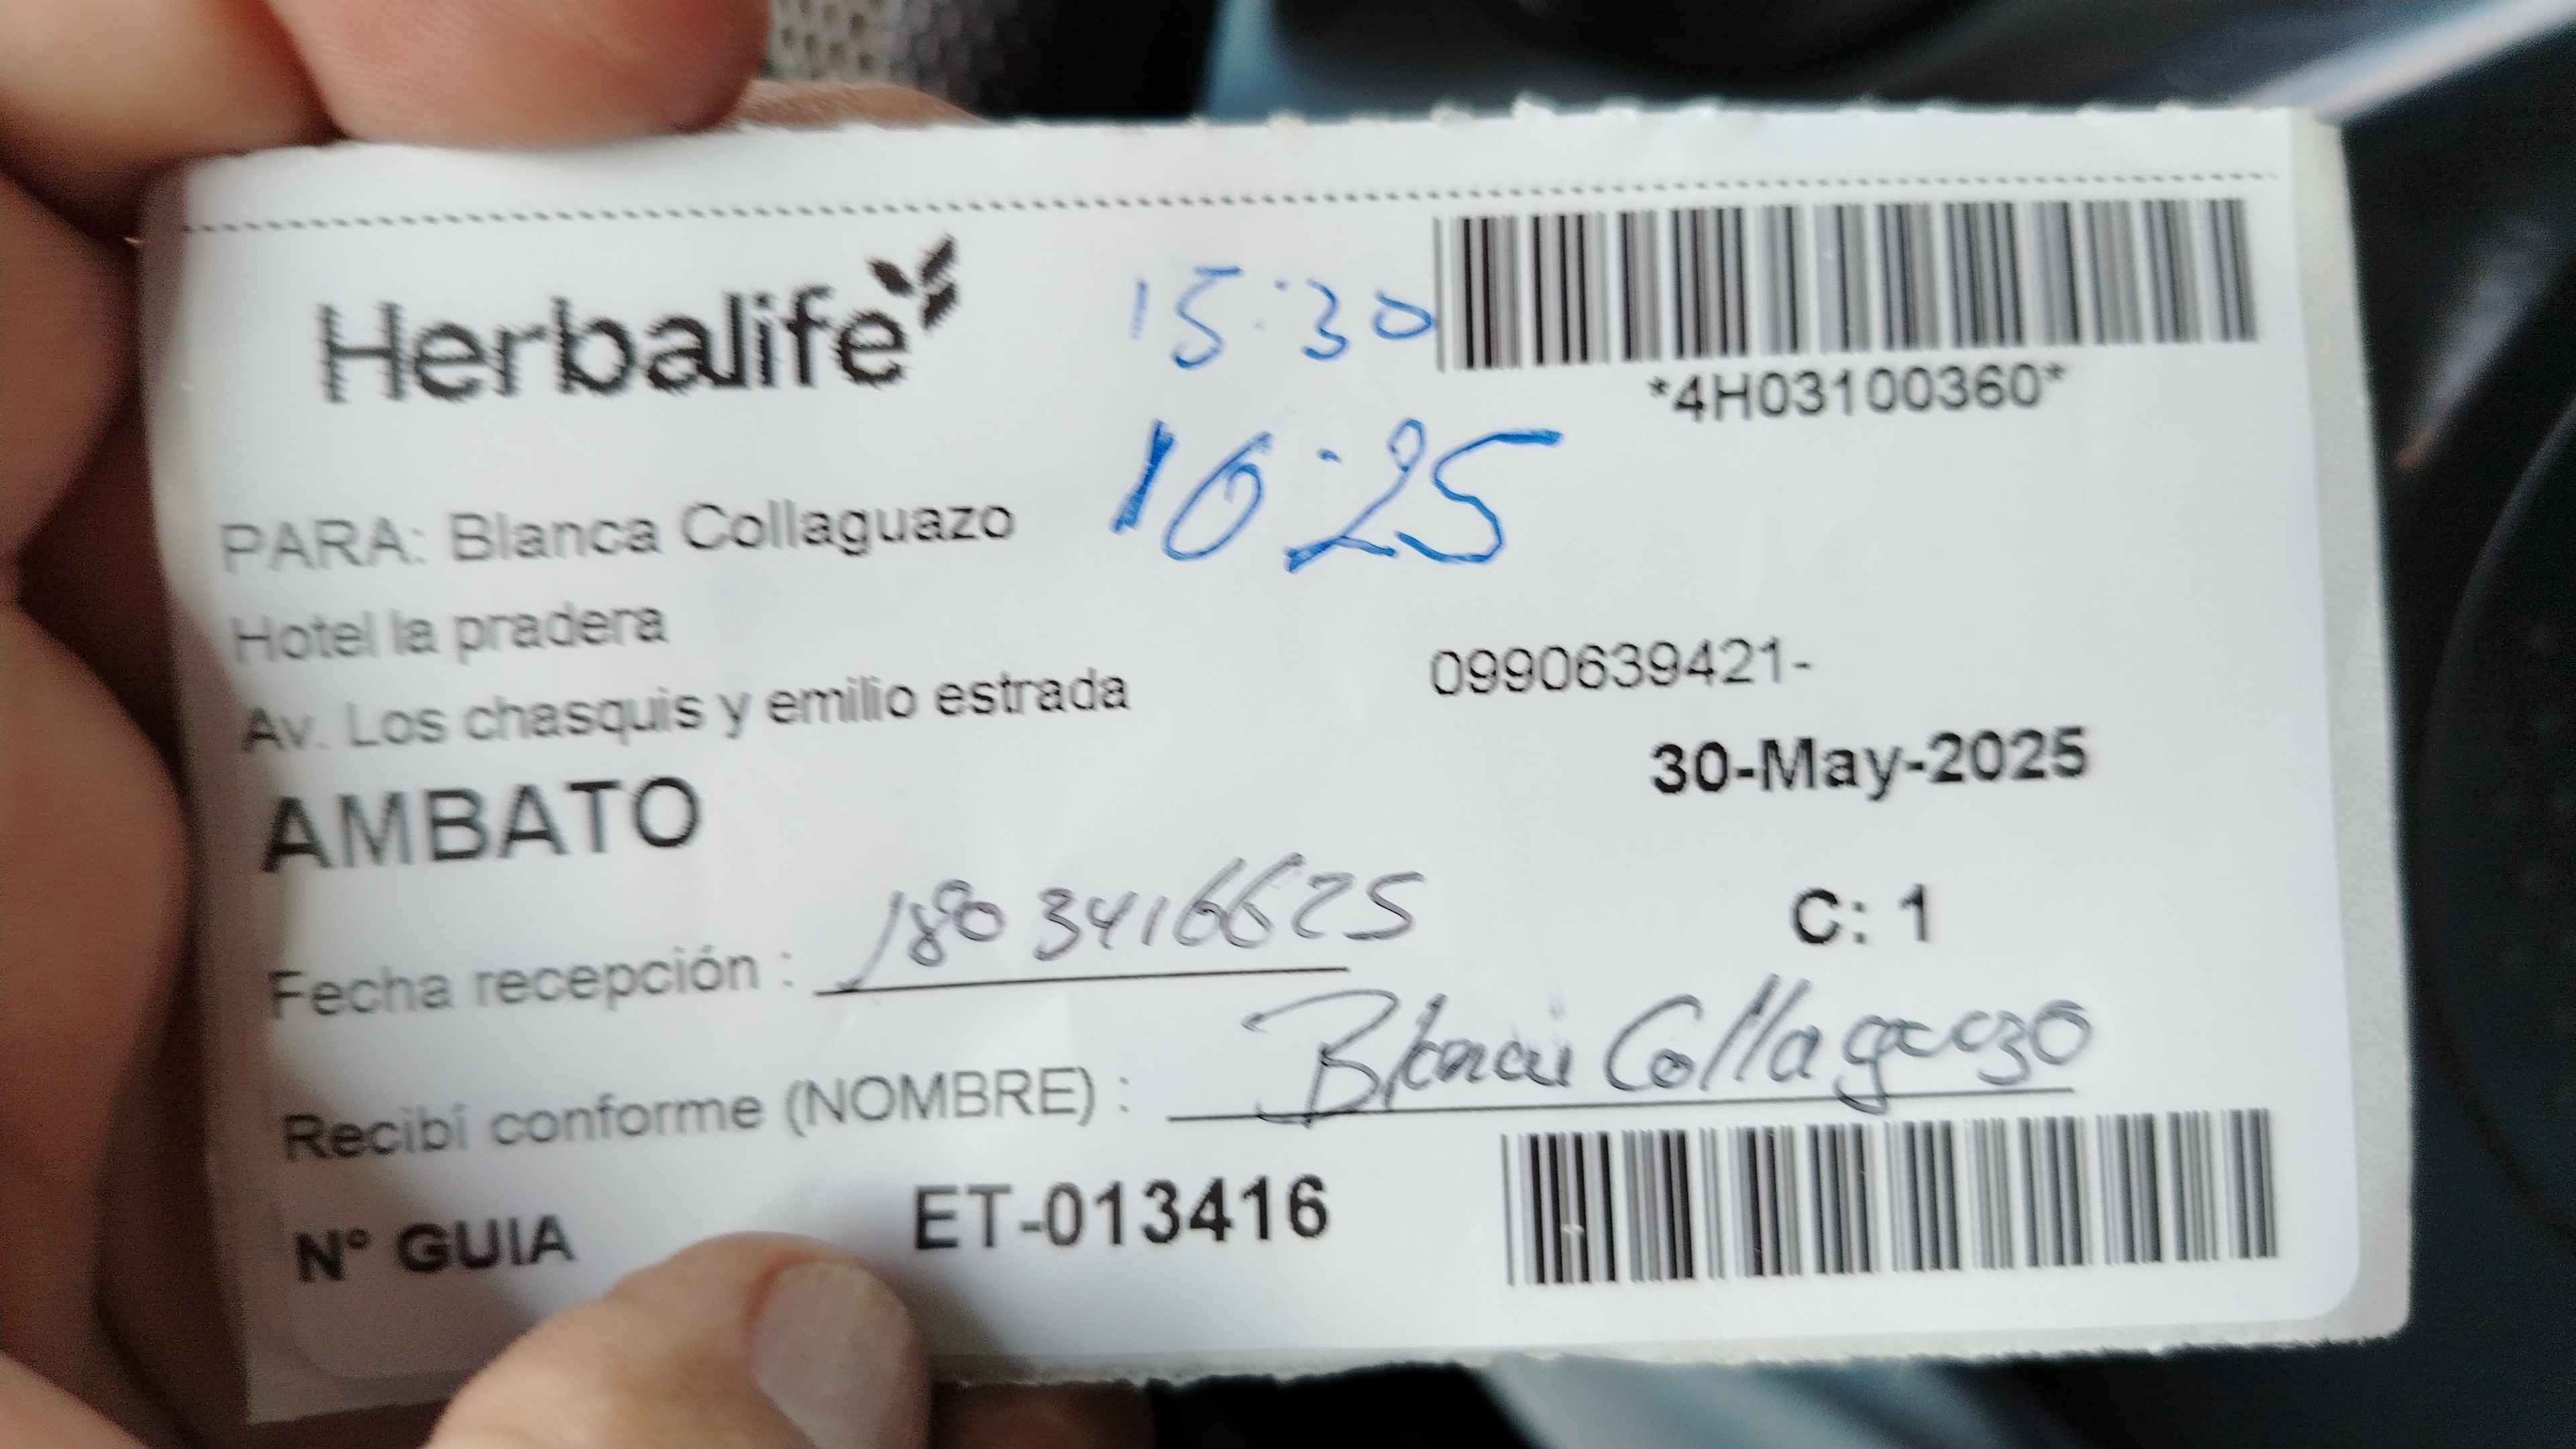 Herbalife
15:30
*4H03100360*
16:25
PARA: Blanca Collaguazo
Hotel la pradera
0990639421-
Av. Los chasquis y emilio estrada
30-May-2025
AMBATO
C: 1
Fecha recepción : 1803416625
Recibí conforme (NOMBRE) : Blanca Collaguazo
N° GUIA ET-013416